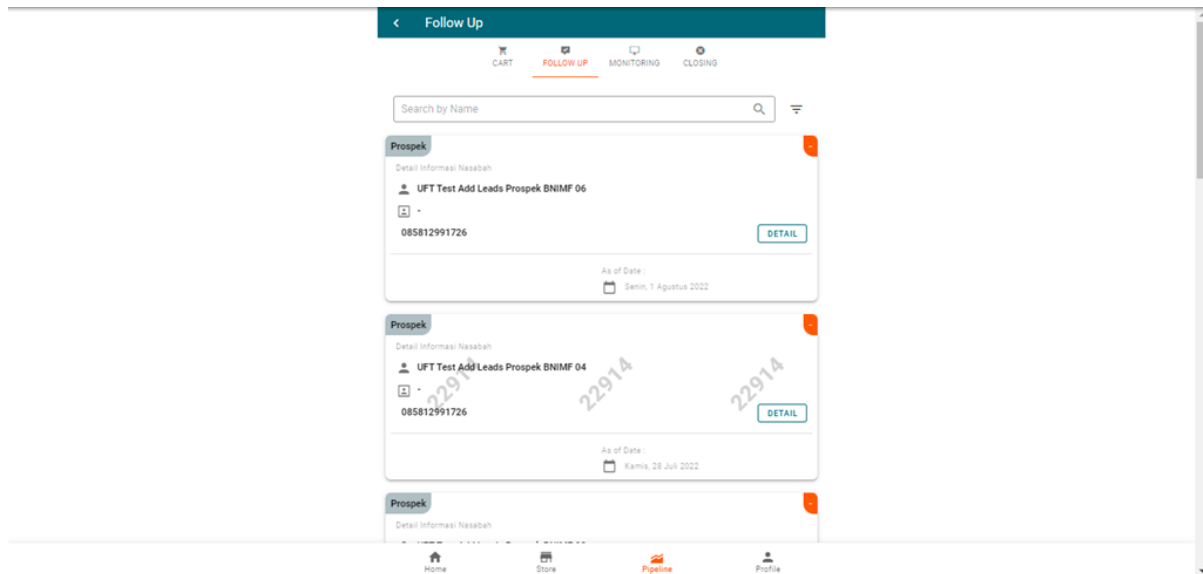 Follow Up
CART FOLLOW UP MONITORING CLOSING
Search by Name
Prospek -
Detail Informasi Nasabah
UFT Test Add Leads Prospek BNIMF 06
-
085812991726 DETAIL
As of Date :
Senin, 1 Agustus 2022
Prospek -
Detail Informasi Nasabah
UFT Test Add Leads Prospek BNIMF 04
-
22914 22914 22914
085812991726 DETAIL
As of Date :
Kamis, 28 Juli 2022
Prospek -
Detail Informasi Nasabah
Home Store Pipeline Profile